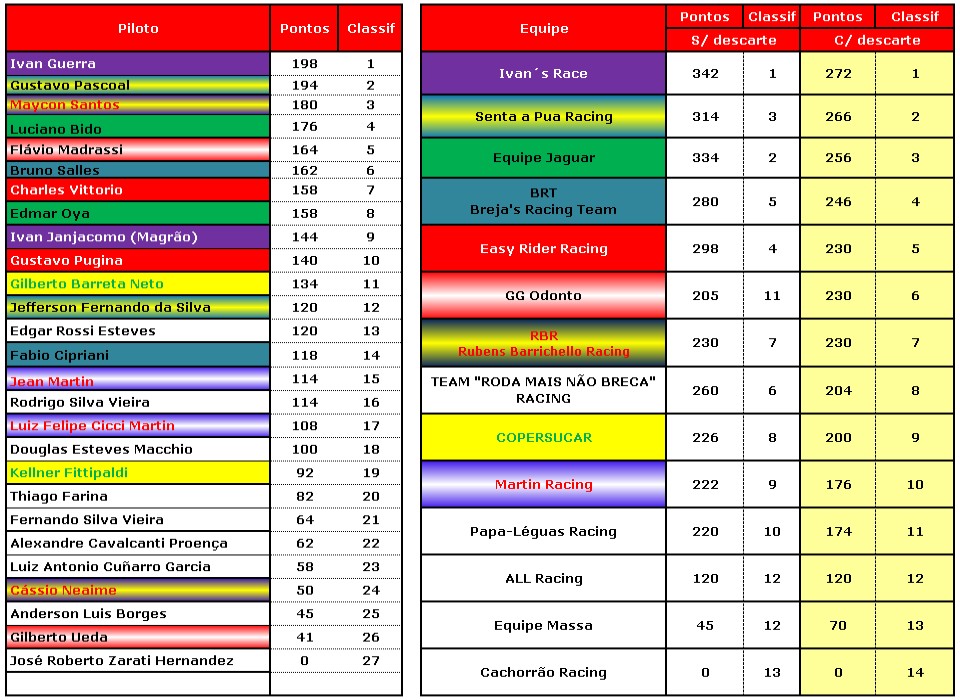 Piloto Pontos Classif
Ivan Guerra 198 1
Gustavo Pascoal 194 2
Maycon Santos 180 3
Luciano Bido 176 4
Flávio Madrassi 164 5
Bruno Salles 162 6
Charles Vittorio 158 7
Edmar Oya 158 8
Ivan Janjacomo (Magrão) 144 9
Gustavo Pugina 140 10
Gilberto Barreta Neto 134 11
Jefferson Fernando da Silva 120 12
Edgar Rossi Esteves 120 13
Fabio Cipriani 118 14
Jean Martin 114 15
Rodrigo Silva Vieira 114 16
Luiz Felipe Cicci Martin 108 17
Douglas Esteves Macchio 100 18
Kellner Fittipaldi 92 19
Thiago Farina 82 20
Fernando Silva Vieira 64 21
Alexandre Cavalcanti Proença 62 22
Luiz Antonio Cuñarro Garcia 58 23
Cássio Neaime 50 24
Anderson Luis Borges 45 25
Gilberto Ueda 41 26
José Roberto Zarati Hernandez 0 27
Equipe Pontos Classif Pontos Classif
S/ descarte C/ descarte
Ivan´s Race 342 1 272 1
Senta a Pua Racing 314 3 266 2
Equipe Jaguar 334 2 256 3
BRT
Breja's Racing Team 280 5 246 4
Easy Rider Racing 298 4 230 5
GG Odonto 205 11 230 6
RBR
Rubens Barrichello Racing 230 7 230 7
TEAM "RODA MAIS NÃO BRECA"
RACING 260 6 204 8
COPERSUCAR 226 8 200 9
Martin Racing 222 9 176 10
Papa-Léguas Racing 220 10 174 11
ALL Racing 120 12 120 12
Equipe Massa 45 12 70 13
Cachorrão Racing 0 13 0 14